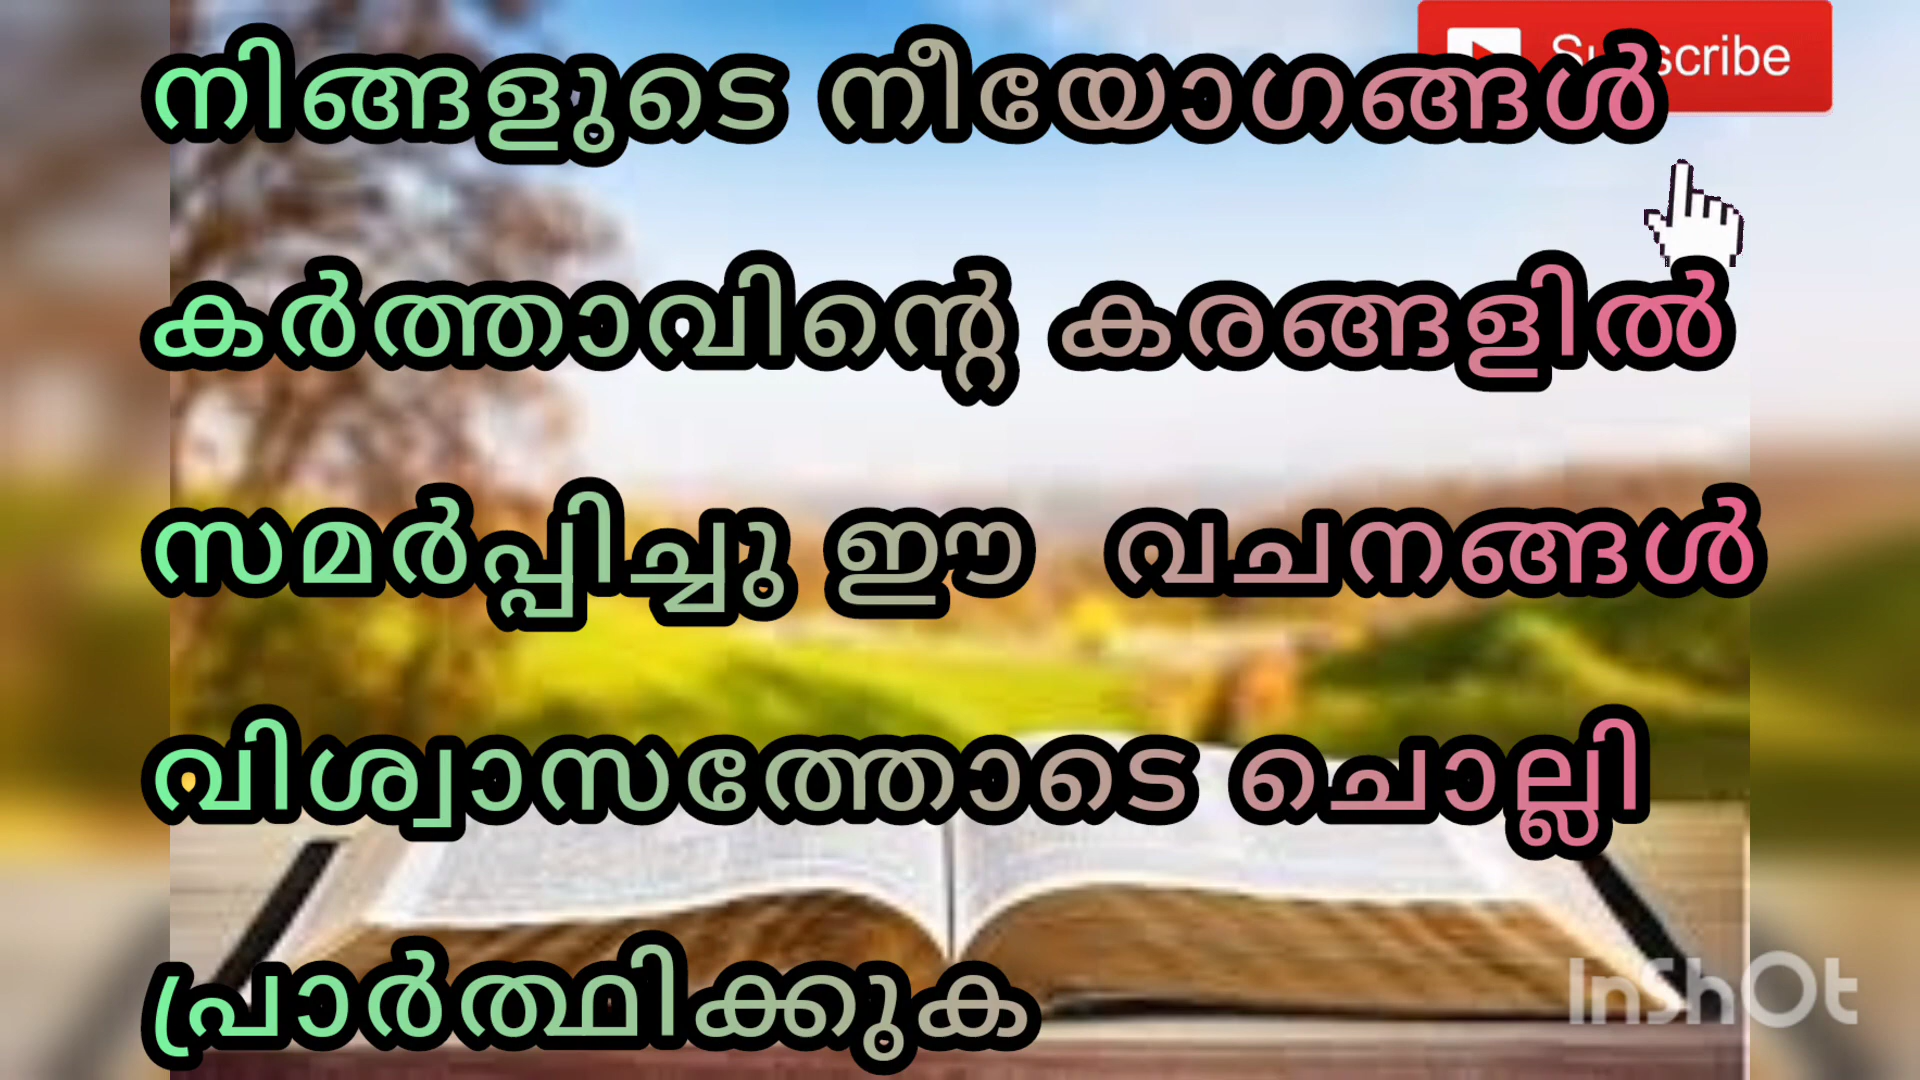 Subscribe
നിങ്ങളുടെ നീയോഗങ്ങൾ
കർത്താവിന്റെ കരങ്ങളിൽ
സമർപ്പിച്ചു ഈ വചനങ്ങൾ
വിശ്വാസത്തോടെ ചൊല്ലി
പ്രാർത്ഥിക്കുക
InShOt